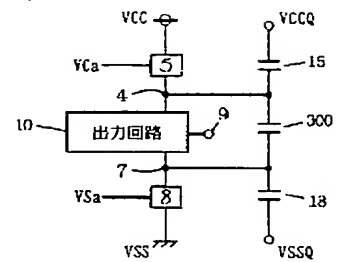 VCC VCCQ
VCa 5 15
4
10 出力回路 9 300
7
VSa 8 18
VSS VSSQ